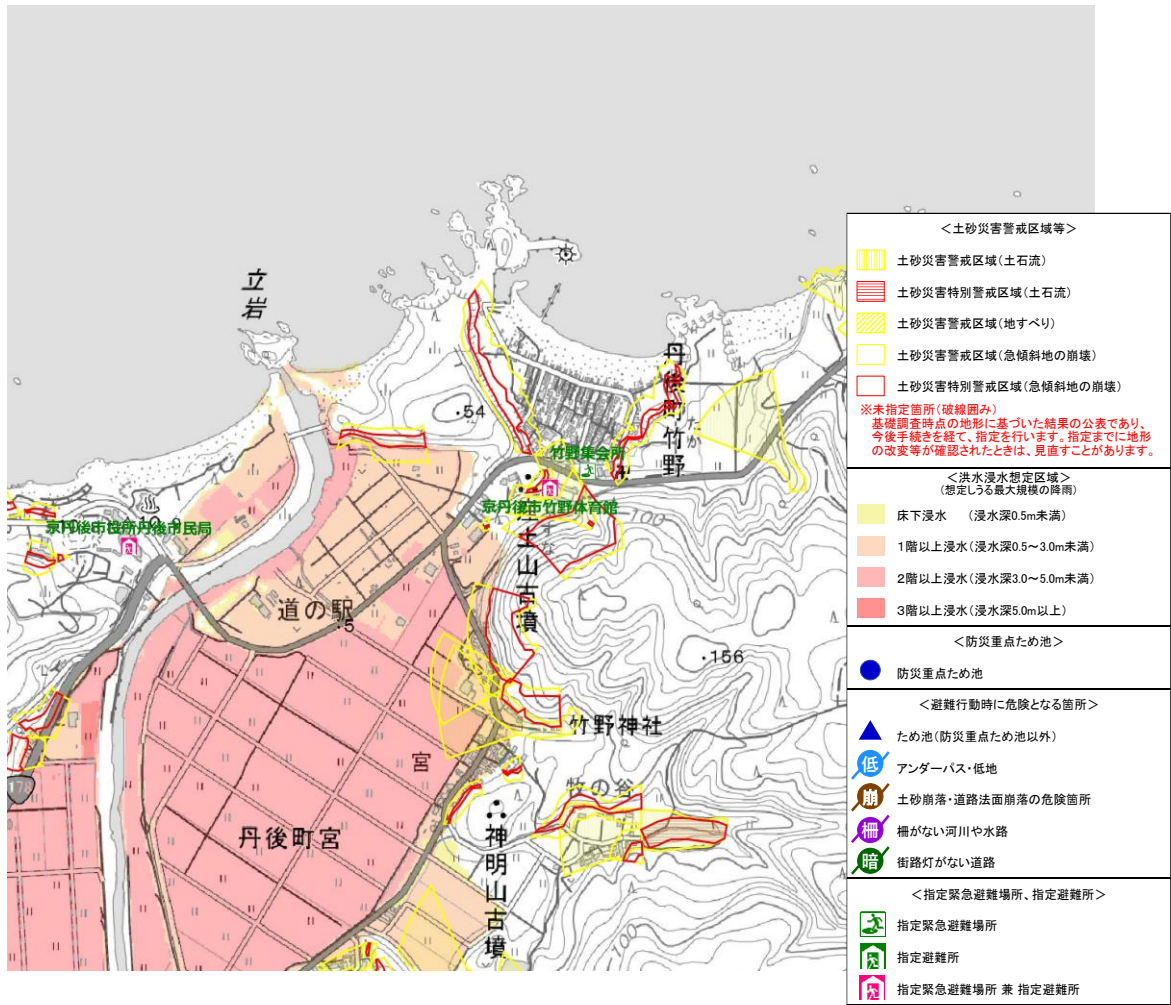 立岩
丹後町竹野
たか
.54
竹野集会所
京丹後市竹野体育館
京丹後市役所丹後市民局
道の駅
.5
100
.156
竹野神社
宮
牧の谷
丹後町宮
神明山古墳
178
100
＜土砂災害警戒区域等＞
土砂災害警戒区域(土石流)
土砂災害特別警戒区域(土石流)
土砂災害警戒区域(地すべり)
土砂災害警戒区域(急傾斜地の崩壊)
土砂災害特別警戒区域(急傾斜地の崩壊)
※未指定箇所(破線囲み)
基礎調査時点の地形に基づいた結果の公表であり、
今後手続きを経て、指定を行います。指定までに地形
の改変等が確認されたときは、見直すことがあります。
＜洪水浸水想定区域＞
(想定しうる最大規模の降雨)
床下浸水　(浸水深0.5m未満)
1階以上浸水(浸水深0.5～3.0m未満)
2階以上浸水(浸水深3.0～5.0m未満)
3階以上浸水(浸水深5.0m以上)
＜防災重点ため池＞
防災重点ため池
＜避難行動時に危険となる箇所＞
ため池(防災重点ため池以外)
低 アンダーパス・低地
崩 土砂崩落・道路法面崩落の危険箇所
柵 柵がない河川や水路
暗 街路灯がない道路
＜指定緊急避難場所、指定避難所＞
指定緊急避難場所
指定避難所
指定緊急避難場所 兼 指定避難所